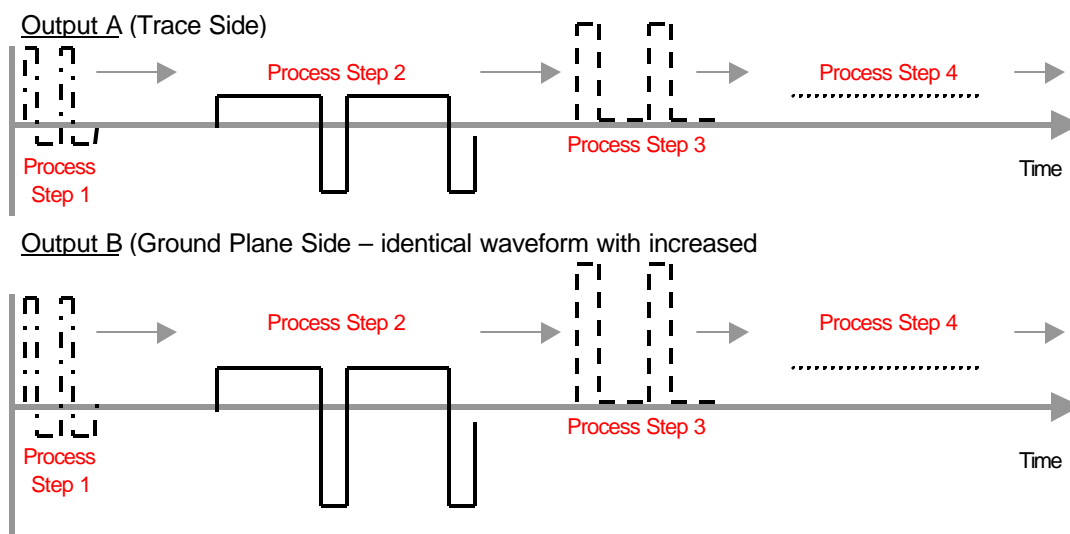 Output A (Trace Side)
Process Step 2
Process Step 4
Process Step 3
Process
Step 1
Time
Output B (Ground Plane Side – identical waveform with increased
Process Step 2
Process Step 4
Process Step 3
Process
Step 1
Time